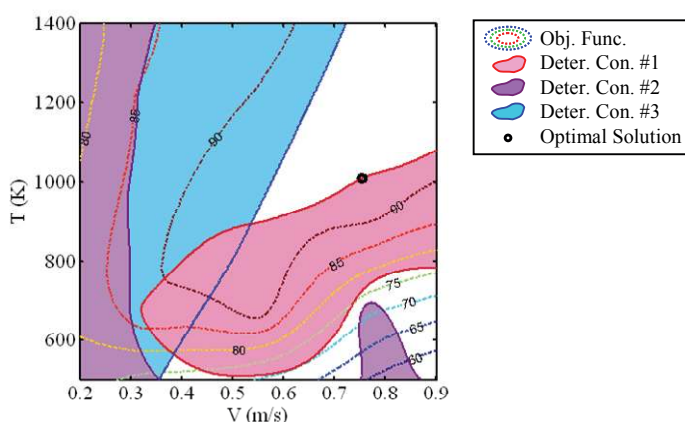 1400
1200
1000
800
600
T (K)
0.2 0.3 0.4 0.5 0.6 0.7 0.8 0.9
V (m/s)
80
85
90
90
85
80
75
70
65
60
Obj. Func.
Deter. Con. #1
Deter. Con. #2
Deter. Con. #3
Optimal Solution